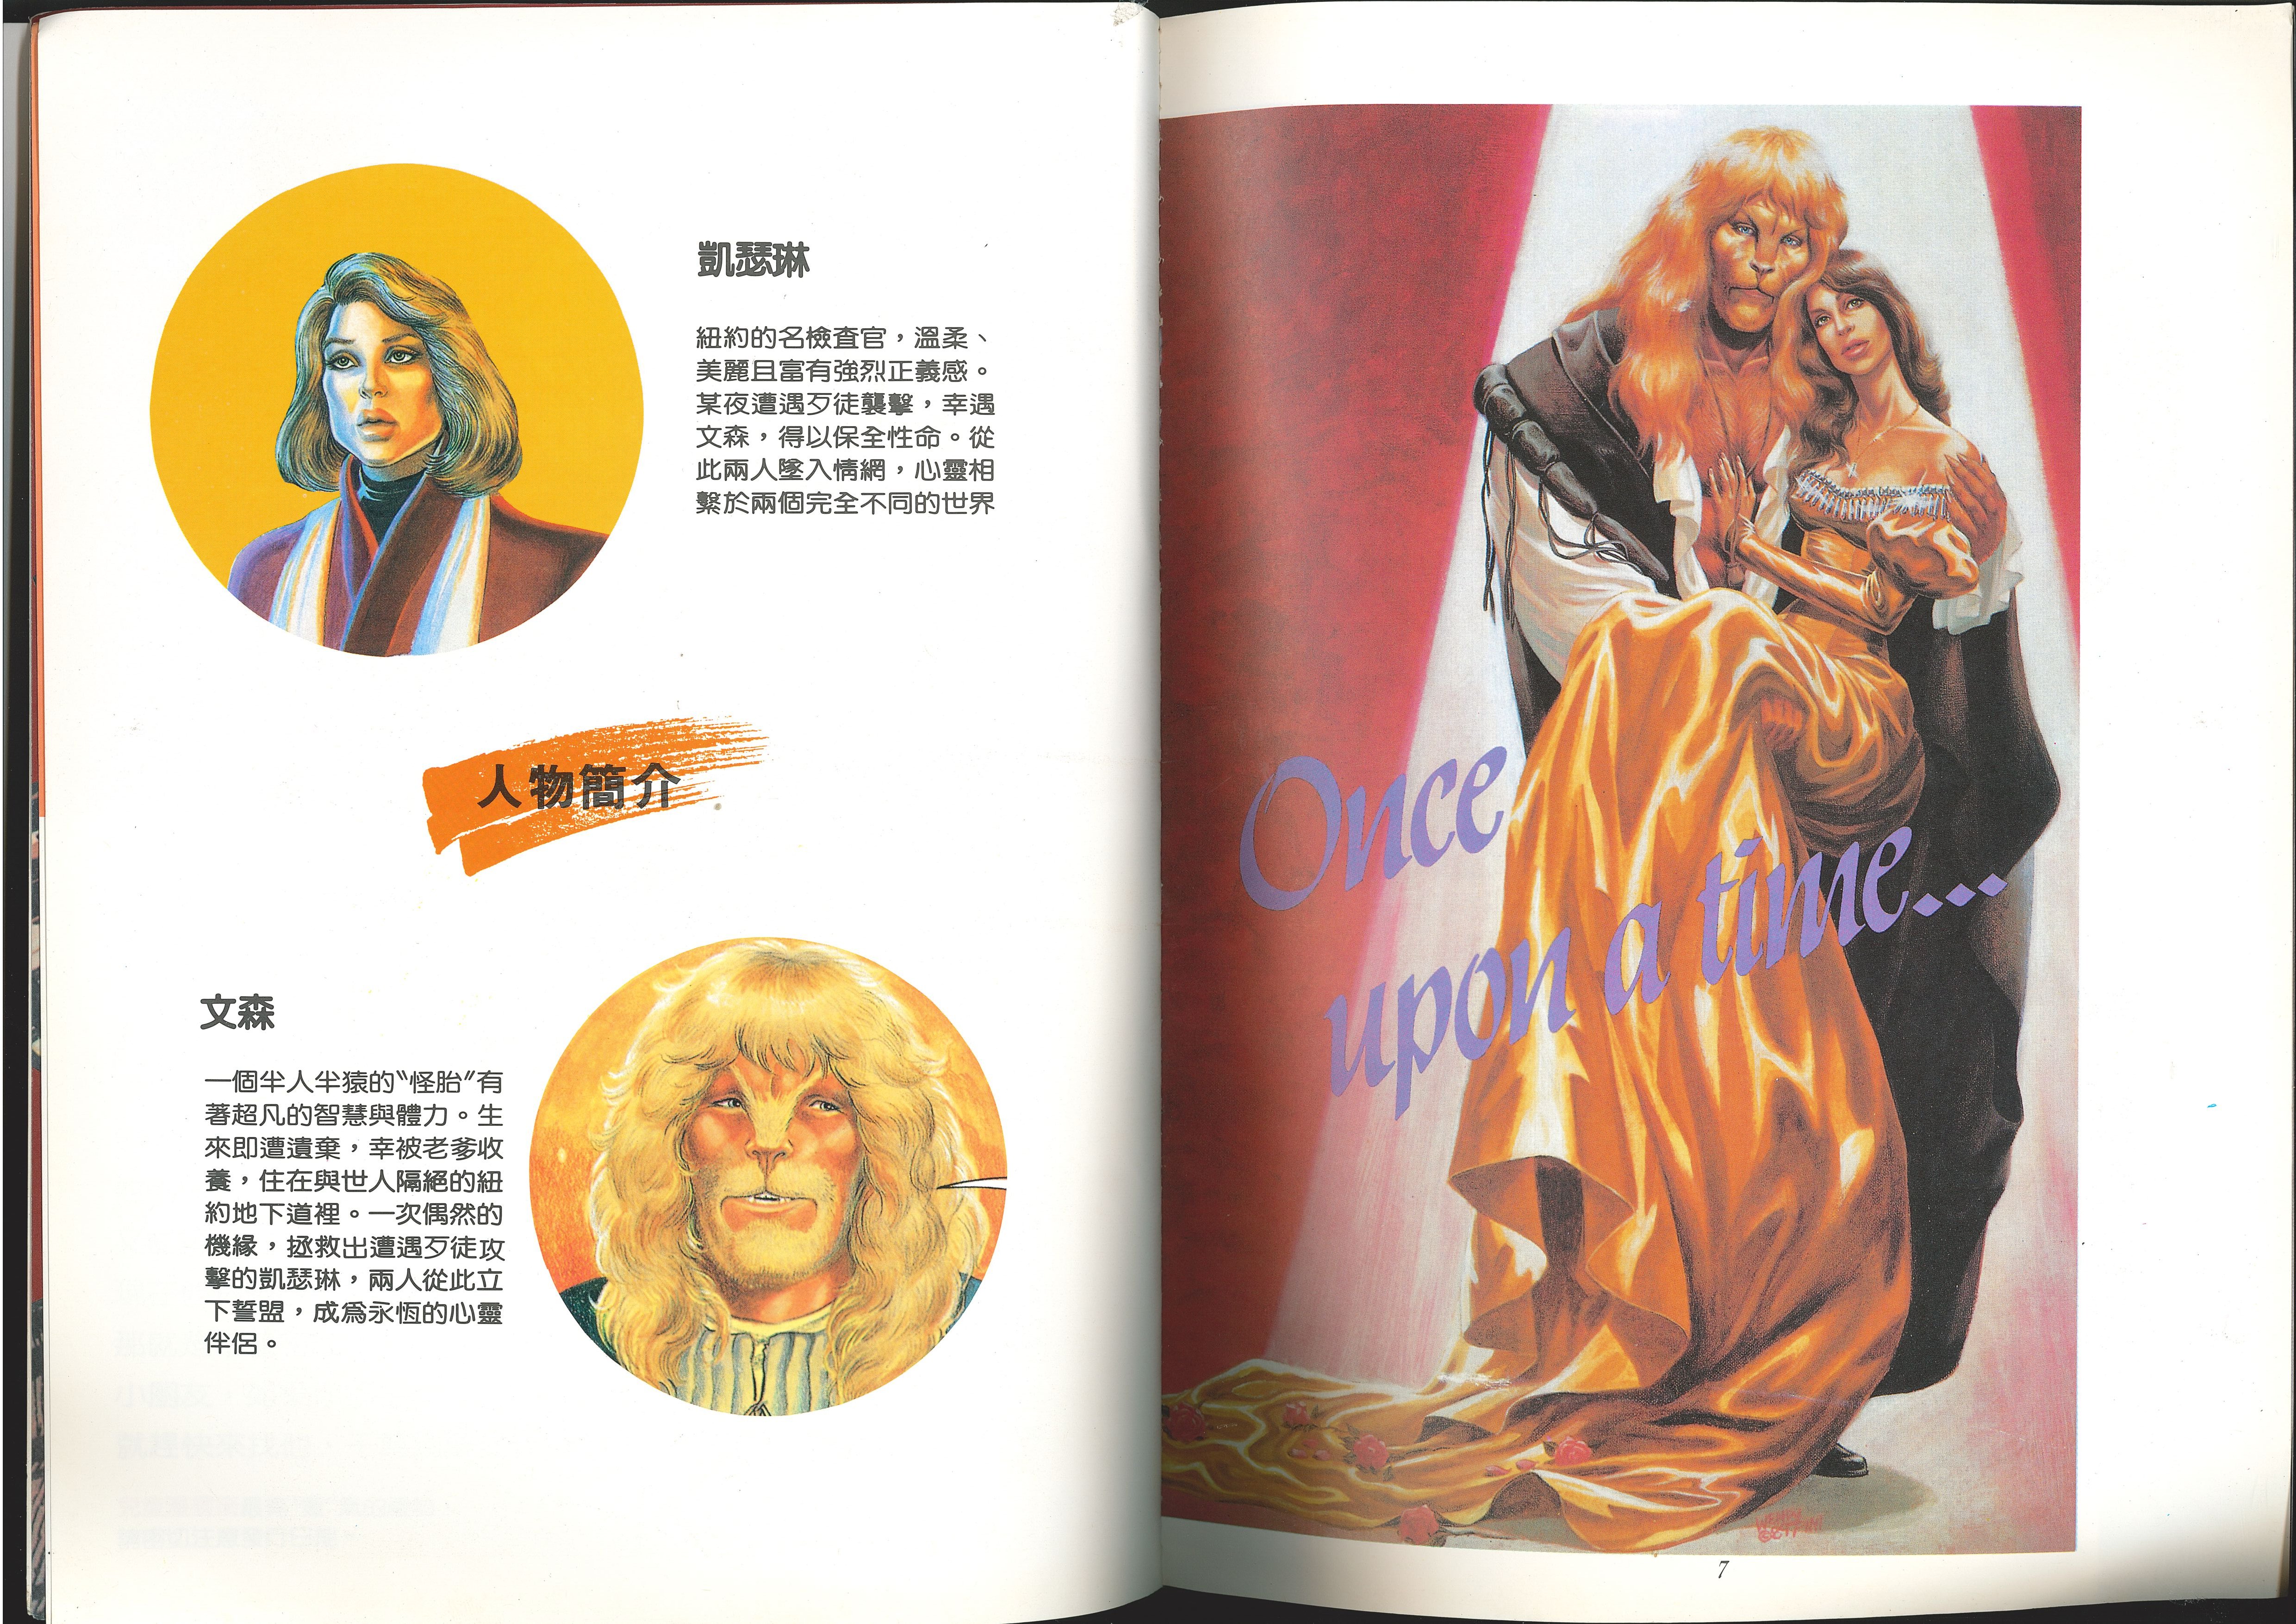 凱瑟琳
紐約的名檢查官，溫柔、
美麗且富有強烈正義感。
某夜遭遇歹徒襲擊，幸遇
文森，得以保全性命。從
此兩人墜入情網，心靈相
繫於兩個完全不同的世界
人物簡介
文森
一個半人半猿的〝怪胎〞有
著超凡的智慧與體力。生
來即遭遺棄，幸被老爹收
養，住在與世人隔絕的紐
約地下道裡。一次偶然的
機緣，拯救出遭遇歹徒攻
擊的凱瑟琳，兩人從此立
下誓盟，成為永恆的心靈
伴侶。
Once
upon a time...
7